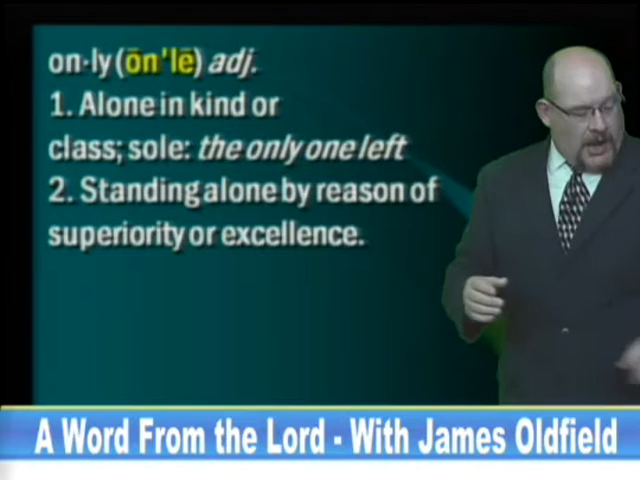 on·ly (ōn'lē) adj.
1. Alone in kind or
class; sole: the only one left
2. Standing alone by reason of
superiority or excellence.
A Word From the Lord - With James Oldfield